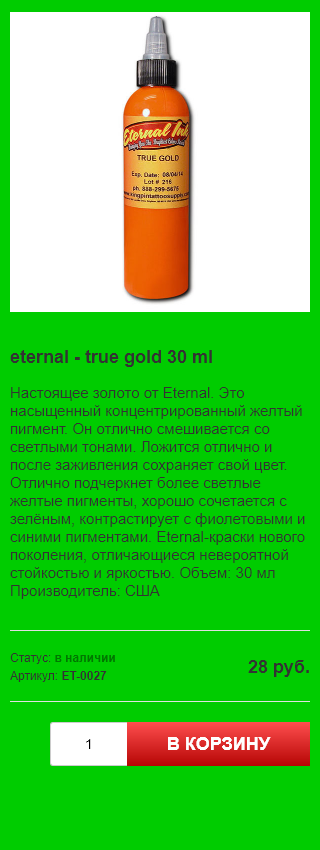 Eternal Ink
TRUE GOLD
Exp. Date: 08/04/14
Lot # 216
ph. 888-299-5675
www.kingpintattoosupply.com
eternal - true gold 30 ml
Настоящее золото от Eternal. Это
насыщенный концентрированный желтый
пигмент. Он отлично смешивается со
светлыми тонами. Ложится отлично и
после заживления сохраняет свой цвет.
Отлично подчеркнет более светлые
желтые пигменты, хорошо сочетается с
зелёным, контрастирует с фиолетовыми и
синими пигментами. Eternal-краски нового
поколения, отличающиеся невероятной
стойкостью и яркостью. Объем: 30 мл
Производитель: США
Статус: в наличии
28 руб.
Артикул: ET-0027
1
В КОРЗИНУ